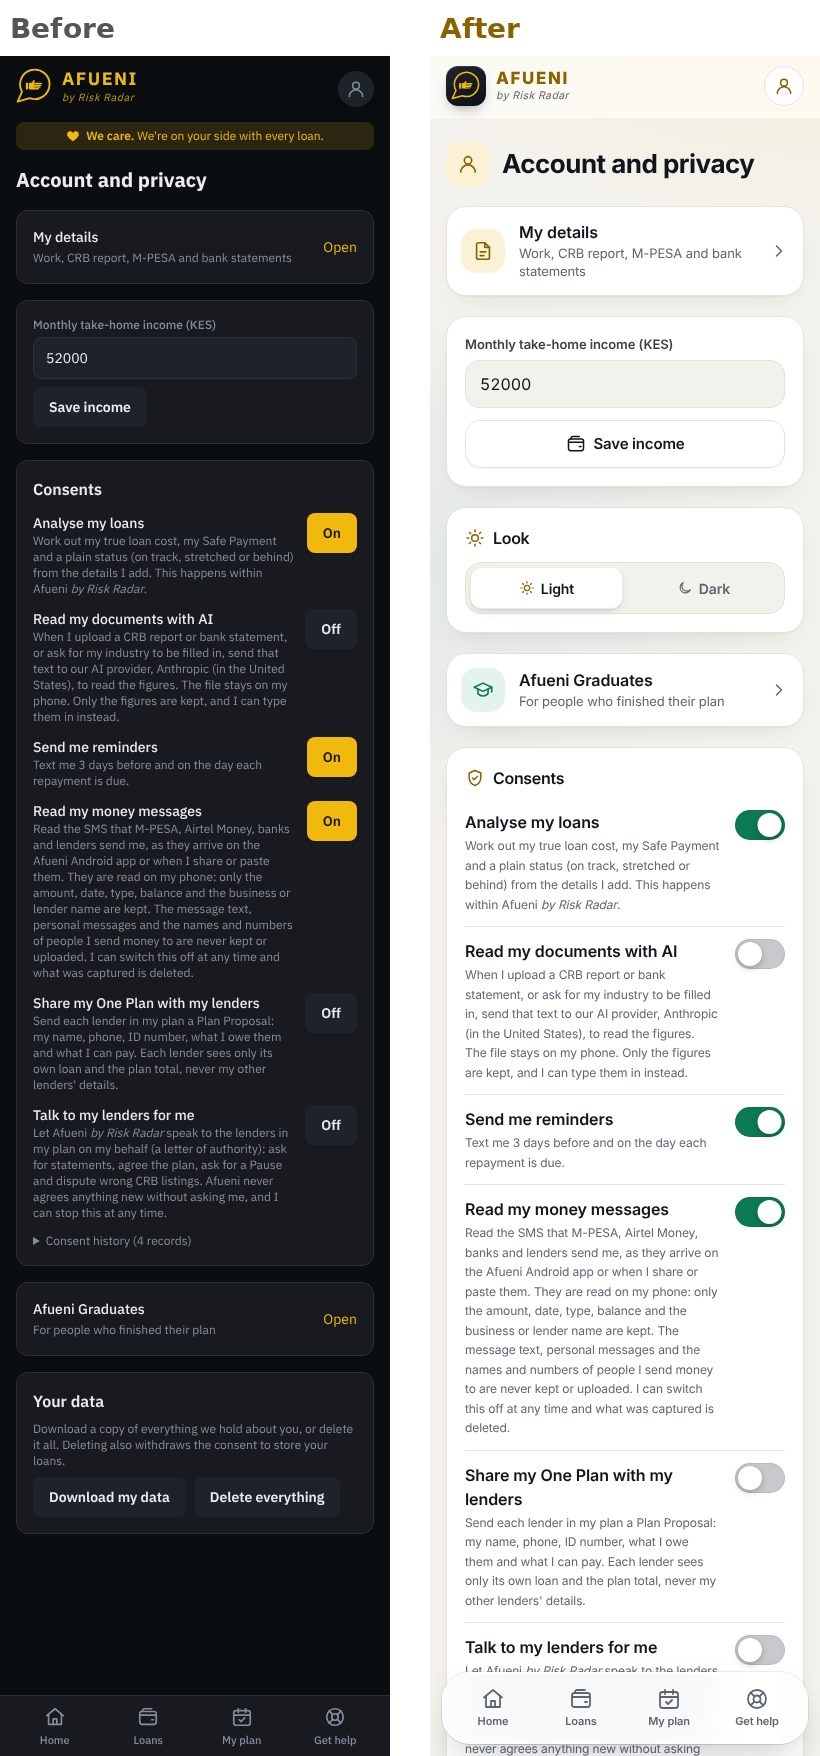 Before
AFUENI
by Risk Radar
We care. We're on your side with every loan.
Account and privacy
My details
Work, CRB report, M-PESA and bank statements
Open
Monthly take-home income (KES)
52000
Save income
Consents
Analyse my loans
Work out my true loan cost, my Safe Payment
and a plain status (on track, stretched or behind)
from the details I add. This happens within
Afueni by Risk Radar.
On
Read my documents with AI
When I upload a CRB report or bank statement,
or ask for my industry to be filled in, send that
text to our AI provider, Anthropic (in the United
States), to read the figures. The file stays on my
phone. Only the figures are kept, and I can type
them in instead.
Off
Send me reminders
Text me 3 days before and on the day each
repayment is due.
On
Read my money messages
Read the SMS that M-PESA, Airtel Money, banks
and lenders send me, as they arrive on the
Afueni Android app or when I share or paste
them. They are read on my phone: only the
amount, date, type, balance and the business or
lender name are kept. The message text,
personal messages and the names and numbers
of people I send money to are never kept or
uploaded. I can switch this off at any time and
what was captured is deleted.
On
Share my One Plan with my lenders
Send each lender in my plan a Plan Proposal:
my name, phone, ID number, what I owe them
and what I can pay. Each lender sees only its
own loan and the plan total, never my other
lenders' details.
Off
Talk to my lenders for me
Let Afueni by Risk Radar speak to the lenders in
my plan on my behalf (a letter of authority): ask
for statements, agree the plan, ask for a Pause
and dispute wrong CRB listings. Afueni never
agrees anything new without asking me, and I
can stop this at any time.
Off
Consent history (4 records)
Afueni Graduates
For people who finished their plan
Open
Your data
Download a copy of everything we hold about you, or delete
it all. Deleting also withdraws the consent to store your
loans.
Download my data
Delete everything
Home
Loans
My plan
Get help
After
AFUENI
by Risk Radar
Account and privacy
My details
Work, CRB report, M-PESA and bank
statements
Monthly take-home income (KES)
52000
Save income
Look
Light
Dark
Afueni Graduates
For people who finished their plan
Consents
Analyse my loans
Work out my true loan cost, my Safe Payment
and a plain status (on track, stretched or
behind) from the details I add. This happens
within Afueni by Risk Radar.
Read my documents with AI
When I upload a CRB report or bank
statement, or ask for my industry to be filled
in, send that text to our AI provider, Anthropic
(in the United States), to read the figures.
The file stays on my phone. Only the figures
are kept, and I can type them in instead.
Send me reminders
Text me 3 days before and on the day each
repayment is due.
Read my money messages
Read the SMS that M-PESA, Airtel Money,
banks and lenders send me, as they arrive on
the Afueni Android app or when I share or
paste them. They are read on my phone: only
the amount, date, type, balance and the
business or lender name are kept. The
message text, personal messages and the
names and numbers of people I send money
to are never kept or uploaded. I can switch
this off at any time and what was captured is
deleted.
Share my One Plan with my
lenders
Send each lender in my plan a Plan Proposal:
my name, phone, ID number, what I owe
them and what I can pay. Each lender sees
only its own loan and the plan total, never my
other lenders' details.
Talk to my lenders for me
Let Afueni by Risk Radar speak to the lenders
Home
Loans
My plan
Get help
never agrees anything new without asking